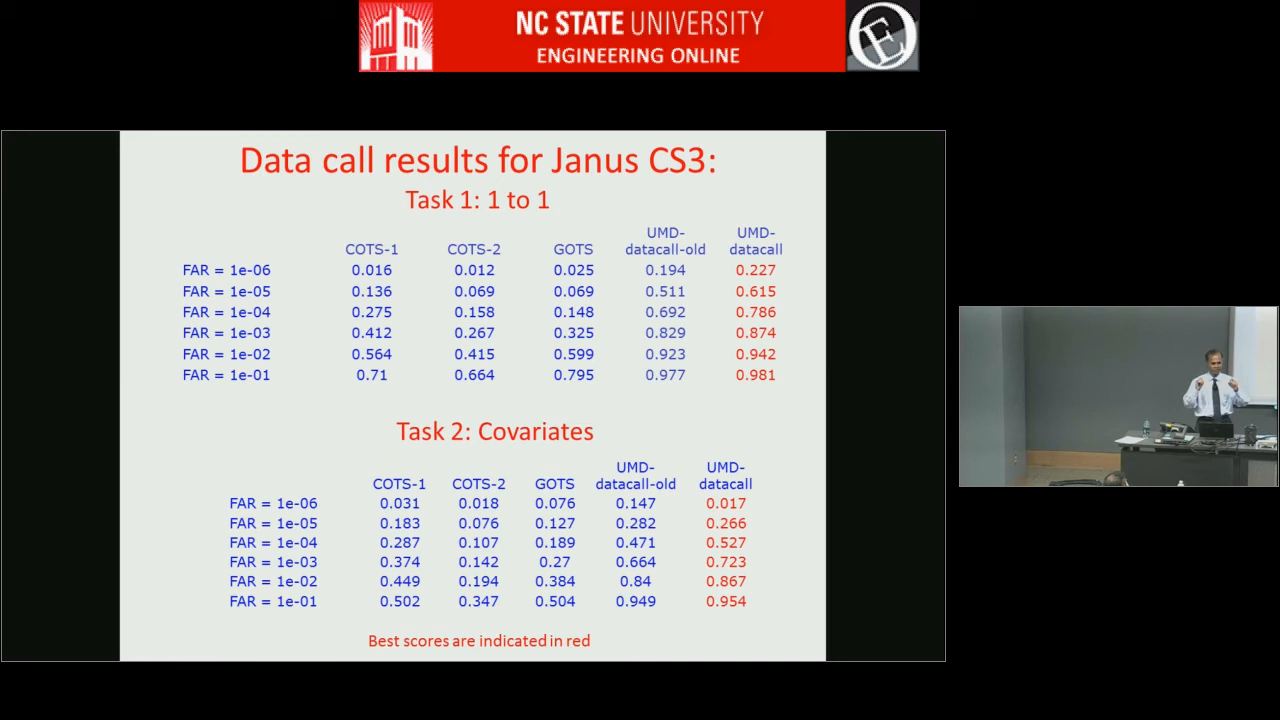 NC STATE UNIVERSITY
ENGINEERING ONLINE
E
Data call results for Janus CS3:
Task 1: 1 to 1
COTS-1 COTS-2 GOTS UMD-datacall-old UMD-datacall
FAR = 1e-06 0.016 0.012 0.025 0.194 0.227
FAR = 1e-05 0.136 0.069 0.069 0.511 0.615
FAR = 1e-04 0.275 0.158 0.148 0.692 0.786
FAR = 1e-03 0.412 0.267 0.325 0.829 0.874
FAR = 1e-02 0.564 0.415 0.599 0.923 0.942
FAR = 1e-01 0.71 0.664 0.795 0.977 0.981
Task 2: Covariates
COTS-1 COTS-2 GOTS UMD-datacall-old UMD-datacall
FAR = 1e-06 0.031 0.018 0.076 0.147 0.017
FAR = 1e-05 0.183 0.076 0.127 0.282 0.266
FAR = 1e-04 0.287 0.107 0.189 0.471 0.527
FAR = 1e-03 0.374 0.142 0.27 0.664 0.723
FAR = 1e-02 0.449 0.194 0.384 0.84 0.867
FAR = 1e-01 0.502 0.347 0.504 0.949 0.954
Best scores are indicated in red